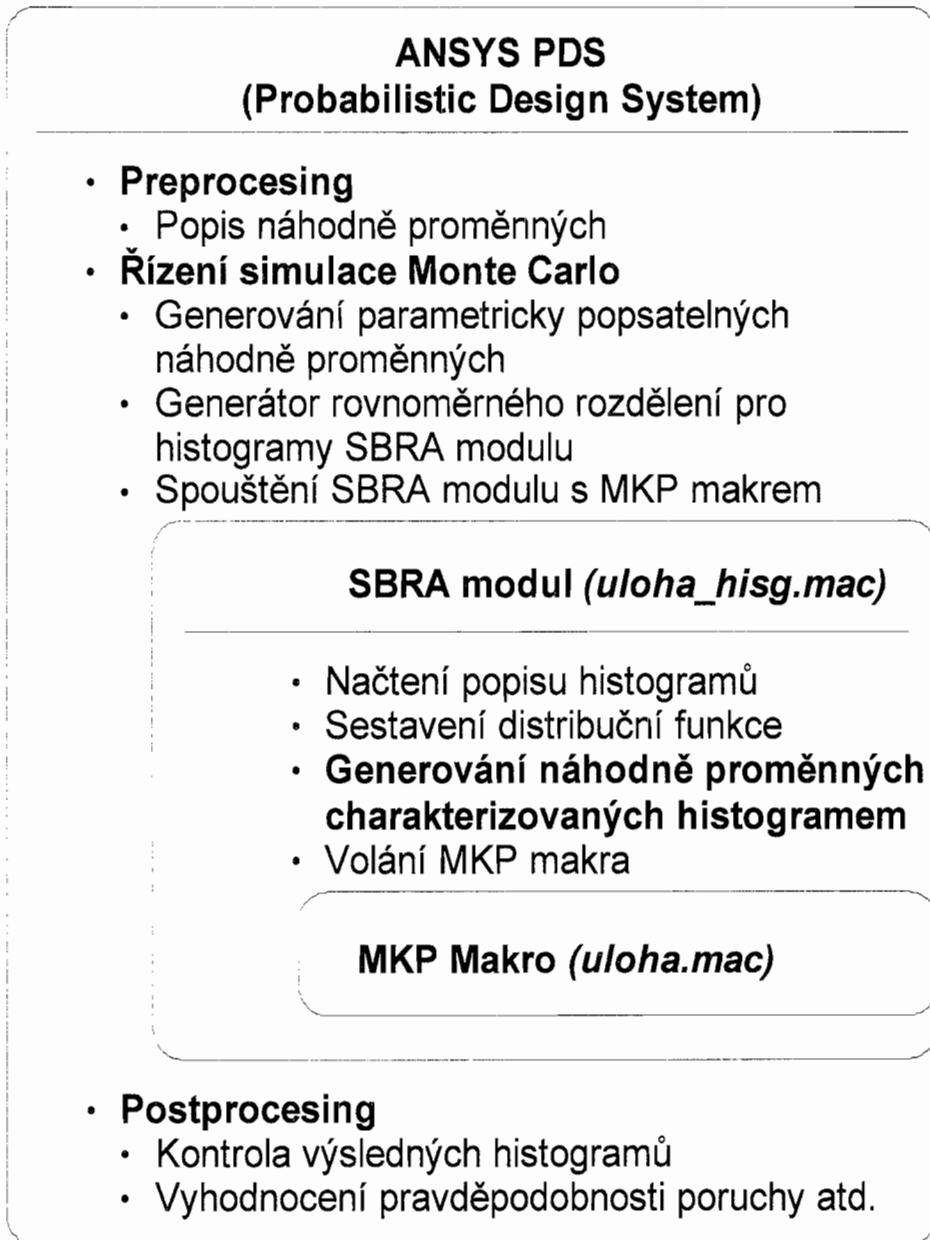 ANSYS PDS
(Probabilistic Design System)
• Preprocesing
• Popis náhodně proměnných
• Řízení simulace Monte Carlo
• Generování parametricky popsatelných
náhodně proměnných
• Generátor rovnoměrného rozdělení pro
histogramy SBRA modulu
• Spouštění SBRA modulu s MKP makrem
SBRA modul (uloha_hisg.mac)
• Načtení popisu histogramů
• Sestavení distribuční funkce
• Generování náhodně proměnných
charakterizovaných histogramem
• Volání MKP makra
MKP Makro (uloha.mac)
• Postprocesing
• Kontrola výsledných histogramů
• Vyhodnocení pravděpodobnosti poruchy atd.